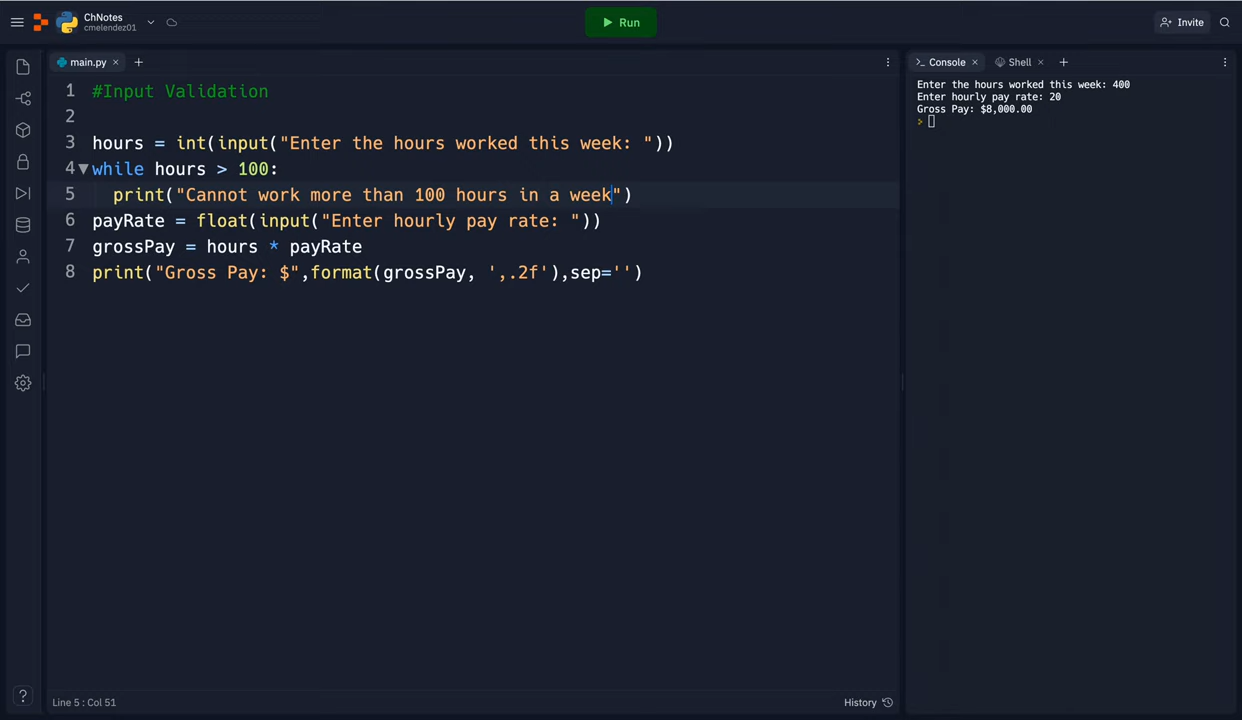 ChNotes
cmelendez01
Run
Invite
main.py
Console
Shell
1 #Input Validation
2
3 hours = int(input("Enter the hours worked this week: "))
4 while hours > 100:
5 print("Cannot work more than 100 hours in a week")
6 payRate = float(input("Enter hourly pay rate: "))
7 grossPay = hours * payRate
8 print("Gross Pay: $",format(grossPay, ',.2f'),sep='')
Enter the hours worked this week: 400
Enter hourly pay rate: 20
Gross Pay: $8,000.00
Line 5 : Col 51
History